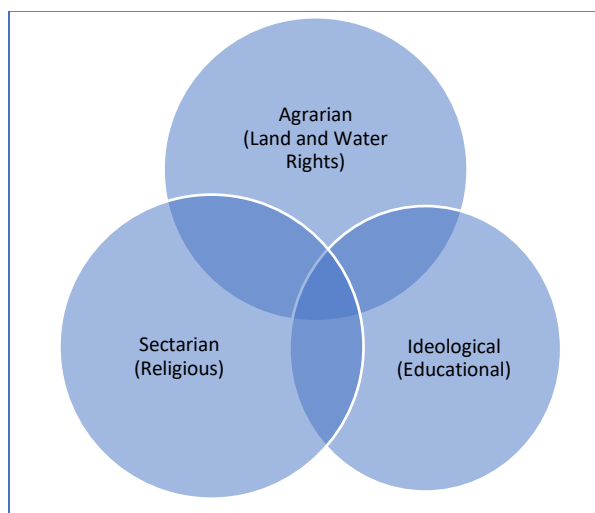 Agrarian
(Land and Water
Rights)
Sectarian
(Religious)
Ideological
(Educational)